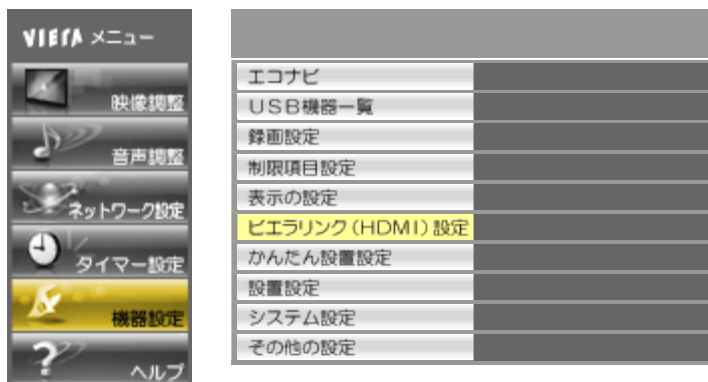 VIErA メニュー
映像調整
音声調整
ネットワーク設定
タイマー設定
機器設定
ヘルプ
エコナビ
USB機器一覧
録画設定
制限項目設定
表示の設定
ビエラリンク(HDMI)設定
かんたん設置設定
設置設定
システム設定
その他の設定